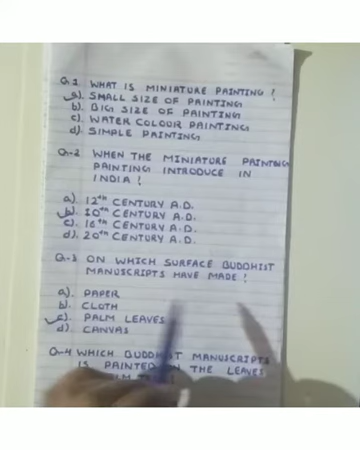 Q.1 WHAT IS MINIATURE PAINTING?
a). SMALL SIZE OF PAINTING
b). BIG SIZE OF PAINTING
c). WATER COLOUR PAINTING
d). SIMPLE PAINTING
Q-2 WHEN THE MINIATURE PAINTING
PAINTING INTRODUCE IN
INDIA?
a). 12th CENTURY A.D.
b). 10th CENTURY A.D.
c). 16th CENTURY A.D.
d). 20th CENTURY A.D.
Q-3 ON WHICH SURFACE BUDDHIST
MANUSCRIPTS HAVE MADE?
a). PAPER
b). CLOTH
c). PALM LEAVES
d) CANVAS
Q-4 WHICH BUDDHIST MANUSCRIPTS
IS PAINTED ON THE LEAVES